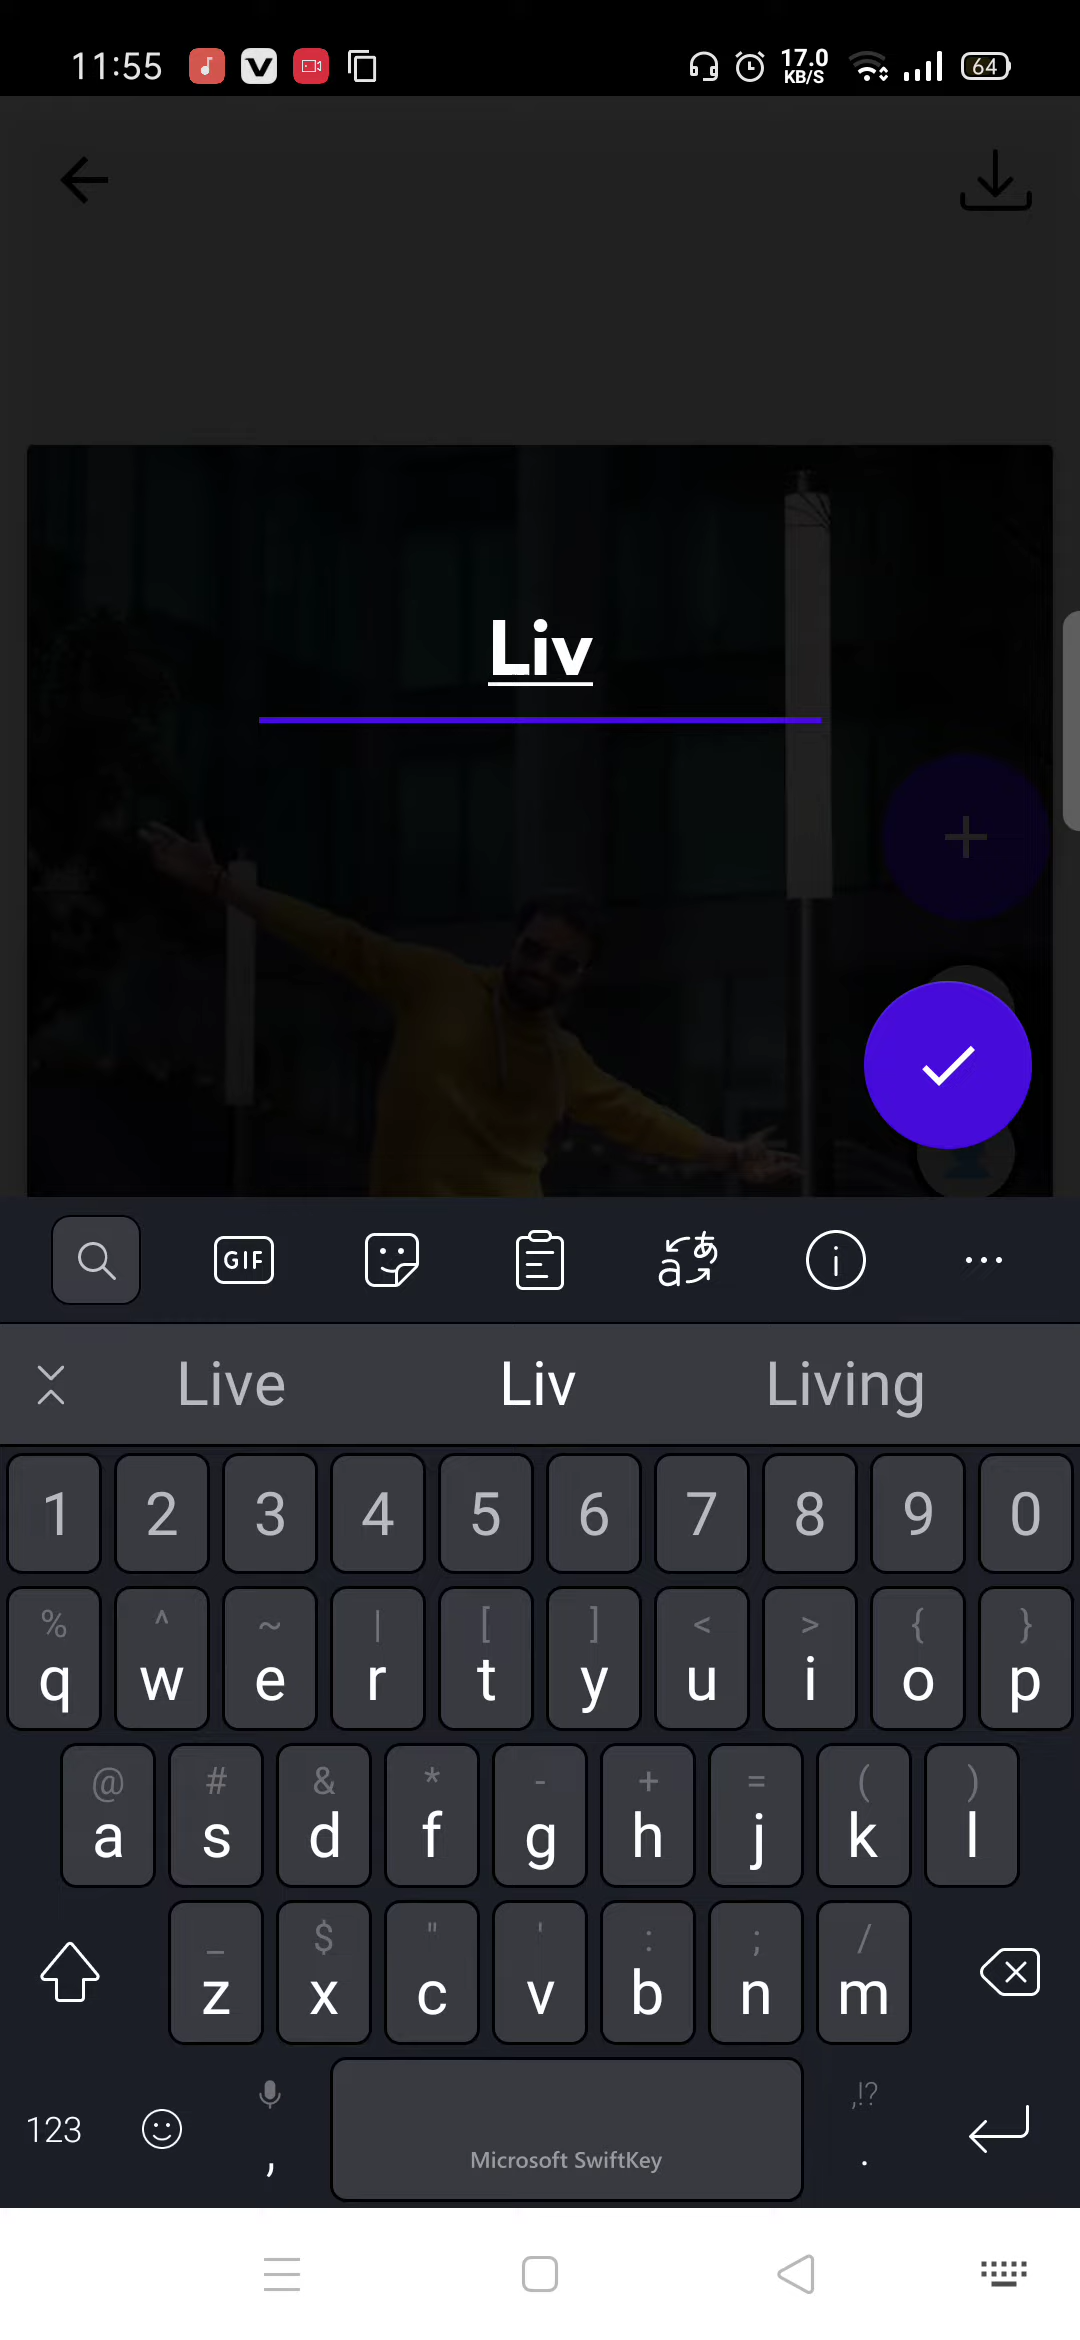 11:55
17.0
KB/S
64
Liv
GIF
Live Liv Living
1 2 3 4 5 6 7 8 9 0
% ^ ~ | [ ] < > { }
q w e r t y u i o p
@ # & * - + = ( )
a s d f g h j k l
_ $ " ' : ; /
z x c v b n m
,!?
123 , Microsoft SwiftKey .